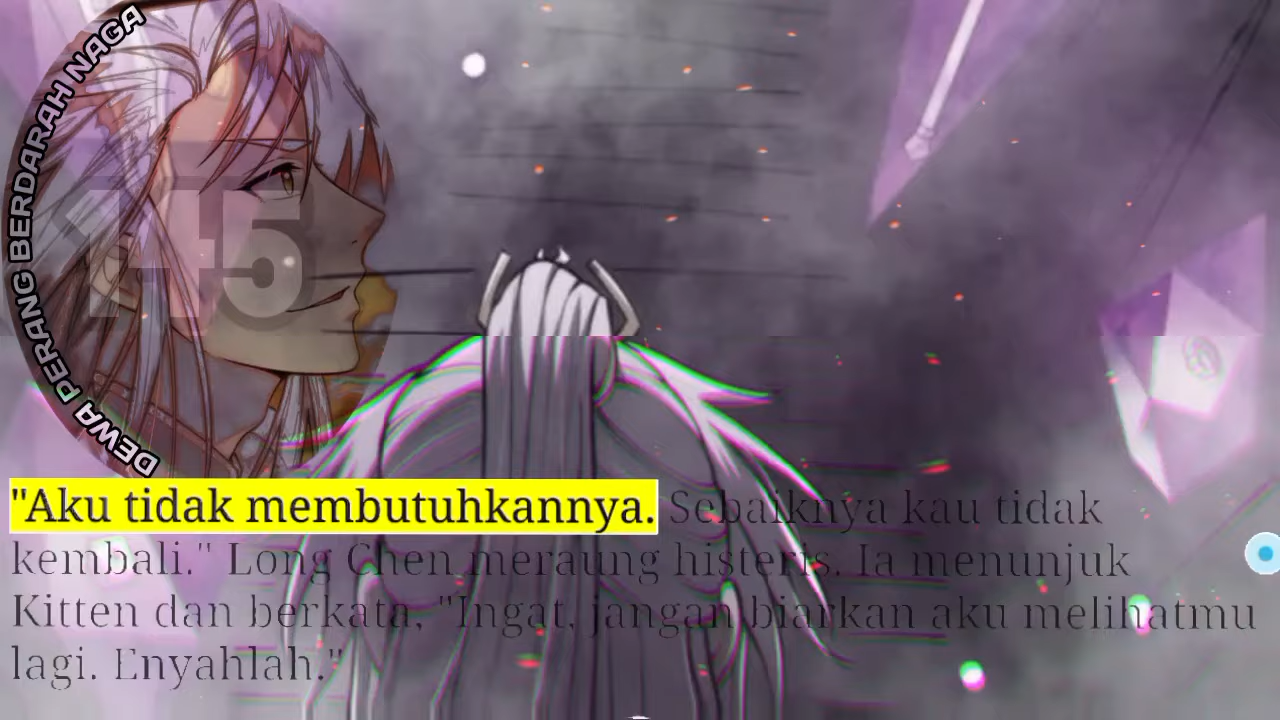 DEWA PERANG BERDARAH NAGA
145
"Aku tidak membutuhkannya. Sebaiknya kau tidak
kembali." Long Chen meraung histeris. Ia menunjuk
Kitten dan berkata, "Ingat, jangan biarkan aku melihatmu
lagi. Enyahlah."